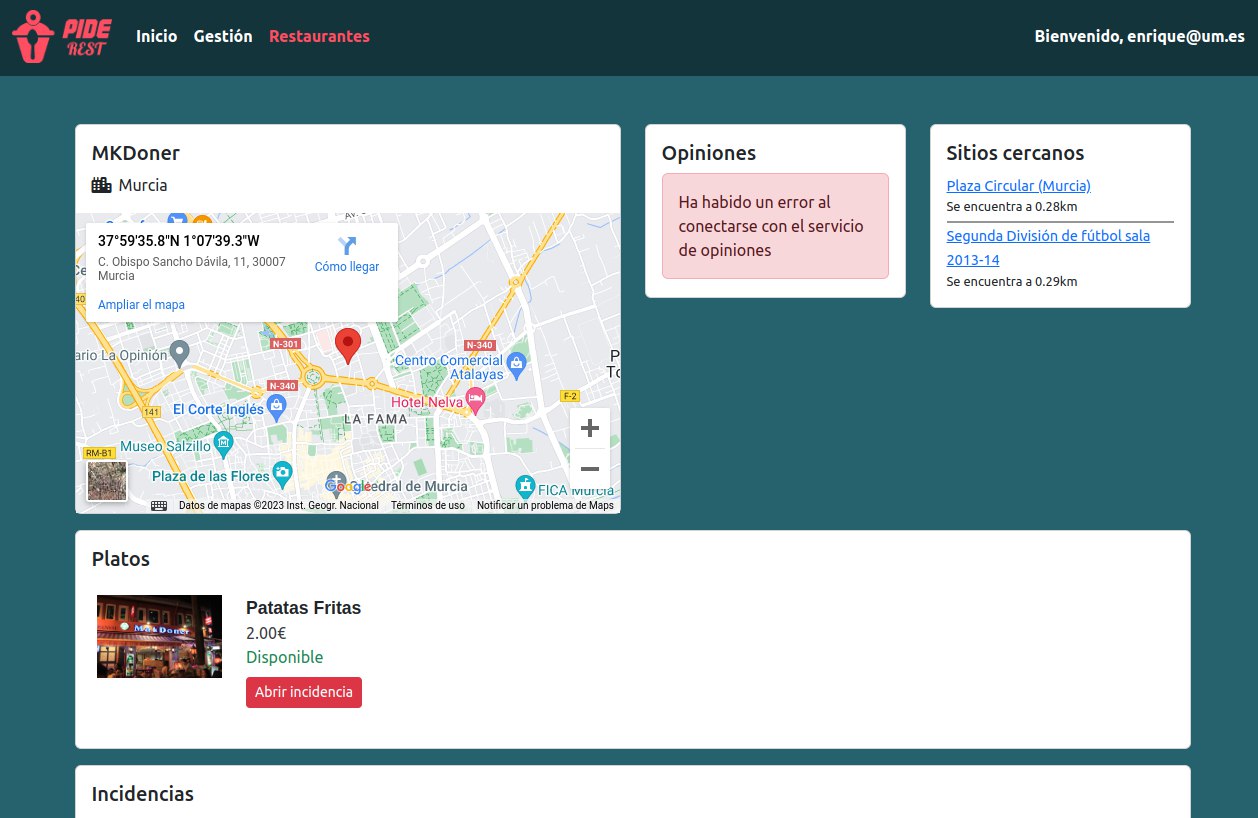 PIDE
REST
Inicio Gestión Restaurantes
Bienvenido, enrique@um.es
MKDoner
Murcia
37°59'35.8"N 1°07'39.3"W
C. Obispo Sancho Dávila, 11, 30007
Murcia
Cómo llegar
Ampliar el mapa
40
ario La Opinión
N-301
N-340
Centro Comercial
Atalayas
N-340
141
El Corte Inglés
Hotel Nelva
F-2
LA FAMA
Museo Salzillo
RM-B1
Plaza de las Flores
Google
edral de Murcia
FICA Murcia
+
−
Datos de mapas ©2023 Inst. Geogr. Nacional Términos de uso Notificar un problema de Maps
Opiniones
Ha habido un error al
conectarse con el servicio
de opiniones
Sitios cercanos
Plaza Circular (Murcia)
Se encuentra a 0.28km
Segunda División de fútbol sala
2013-14
Se encuentra a 0.29km
Platos
Patatas Fritas
2.00€
Disponible
Abrir incidencia
Incidencias